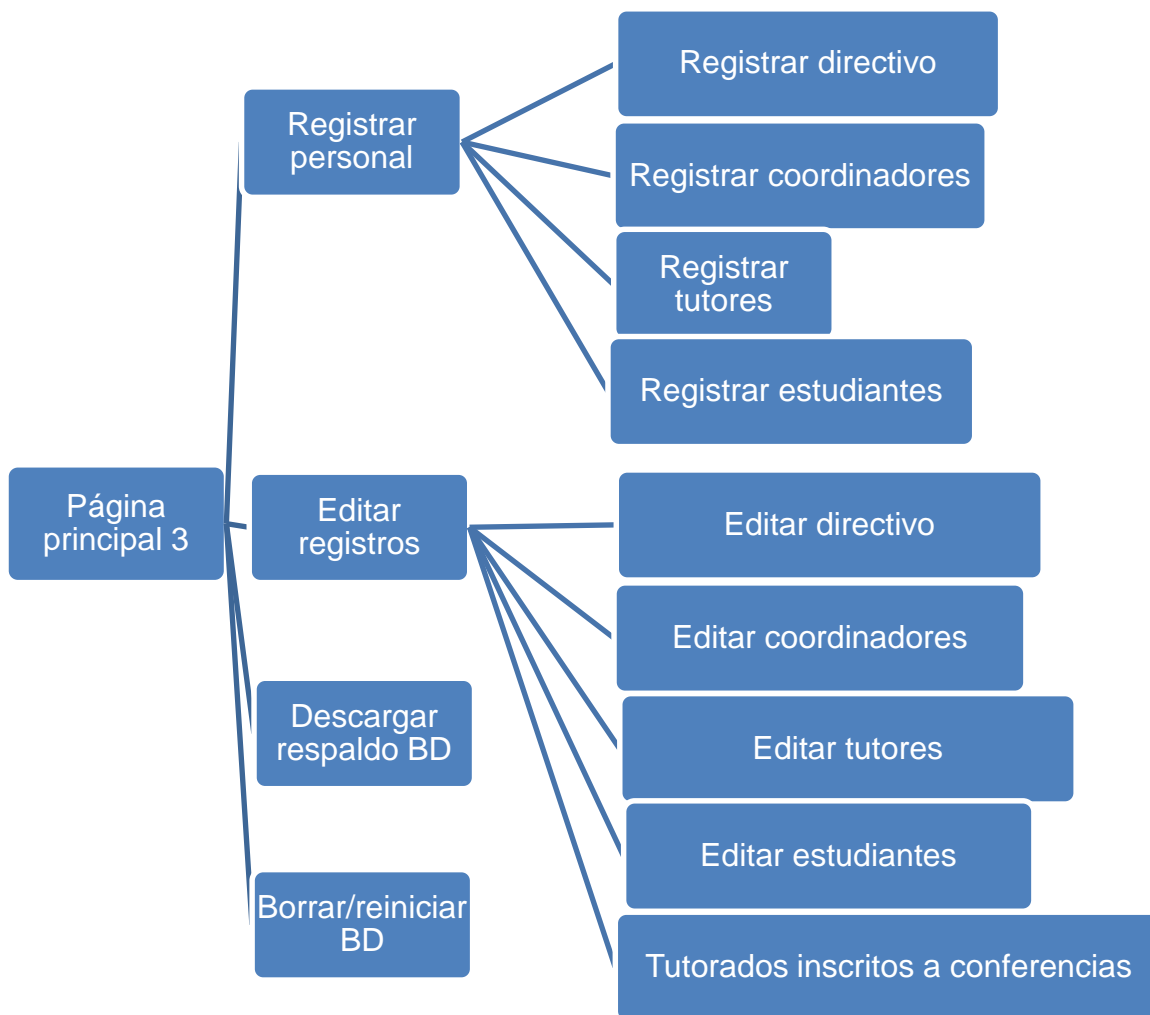 Página
principal 3
Registrar
personal
Registrar directivo
Registrar coordinadores
Registrar
tutores
Registrar estudiantes
Editar
registros
Editar directivo
Editar coordinadores
Editar tutores
Editar estudiantes
Tutorados inscritos a conferencias
Descargar
respaldo BD
Borrar/reiniciar
BD